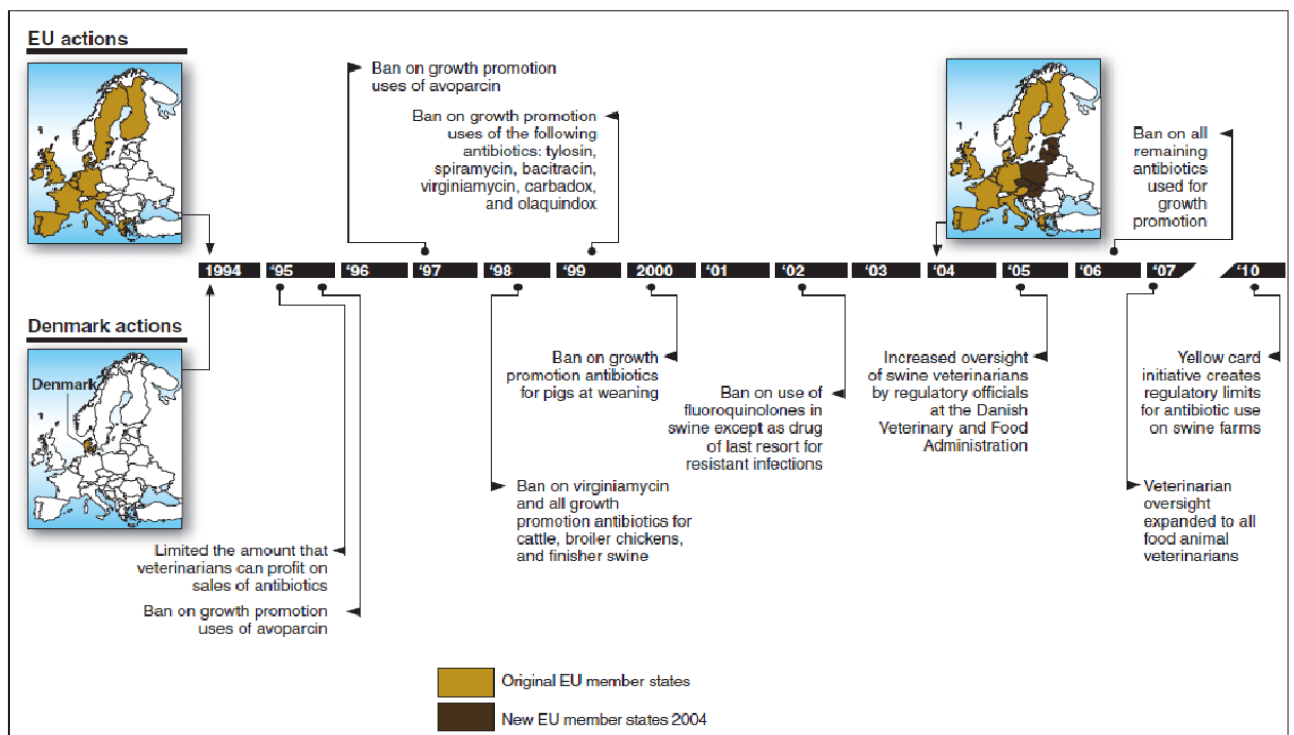 EU actions
Ban on growth promotion
uses of avoparcin
Ban on growth promotion
uses of the following
antibiotics: tylosin,
spiramycin, bacitracin,
virginiamycin, carbadox,
and olaquindox
Ban on all
remaining
antibiotics
used for
growth
promotion
1994 '95 '96 '97 '98 '99 2000 '01 '02 '03 '04 '05 '06 '07 '10
Denmark actions
Denmark
Limited the amount that
veterinarians can profit on
sales of antibiotics
Ban on growth promotion
uses of avoparcin
Ban on virginiamycin
and all growth
promotion antibiotics for
cattle, broiler chickens,
and finisher swine
Ban on growth
promotion antibiotics
for pigs at weaning
Ban on use of
fluoroquinolones in
swine except as drug
of last resort for
resistant infections
Increased oversight
of swine veterinarians
by regulatory officials
at the Danish
Veterinary and Food
Administration
Veterinarian
oversight
expanded to all
food animal
veterinarians
Yellow card
initiative creates
regulatory limits
for antibiotic use
on swine farms
Original EU member states
New EU member states 2004